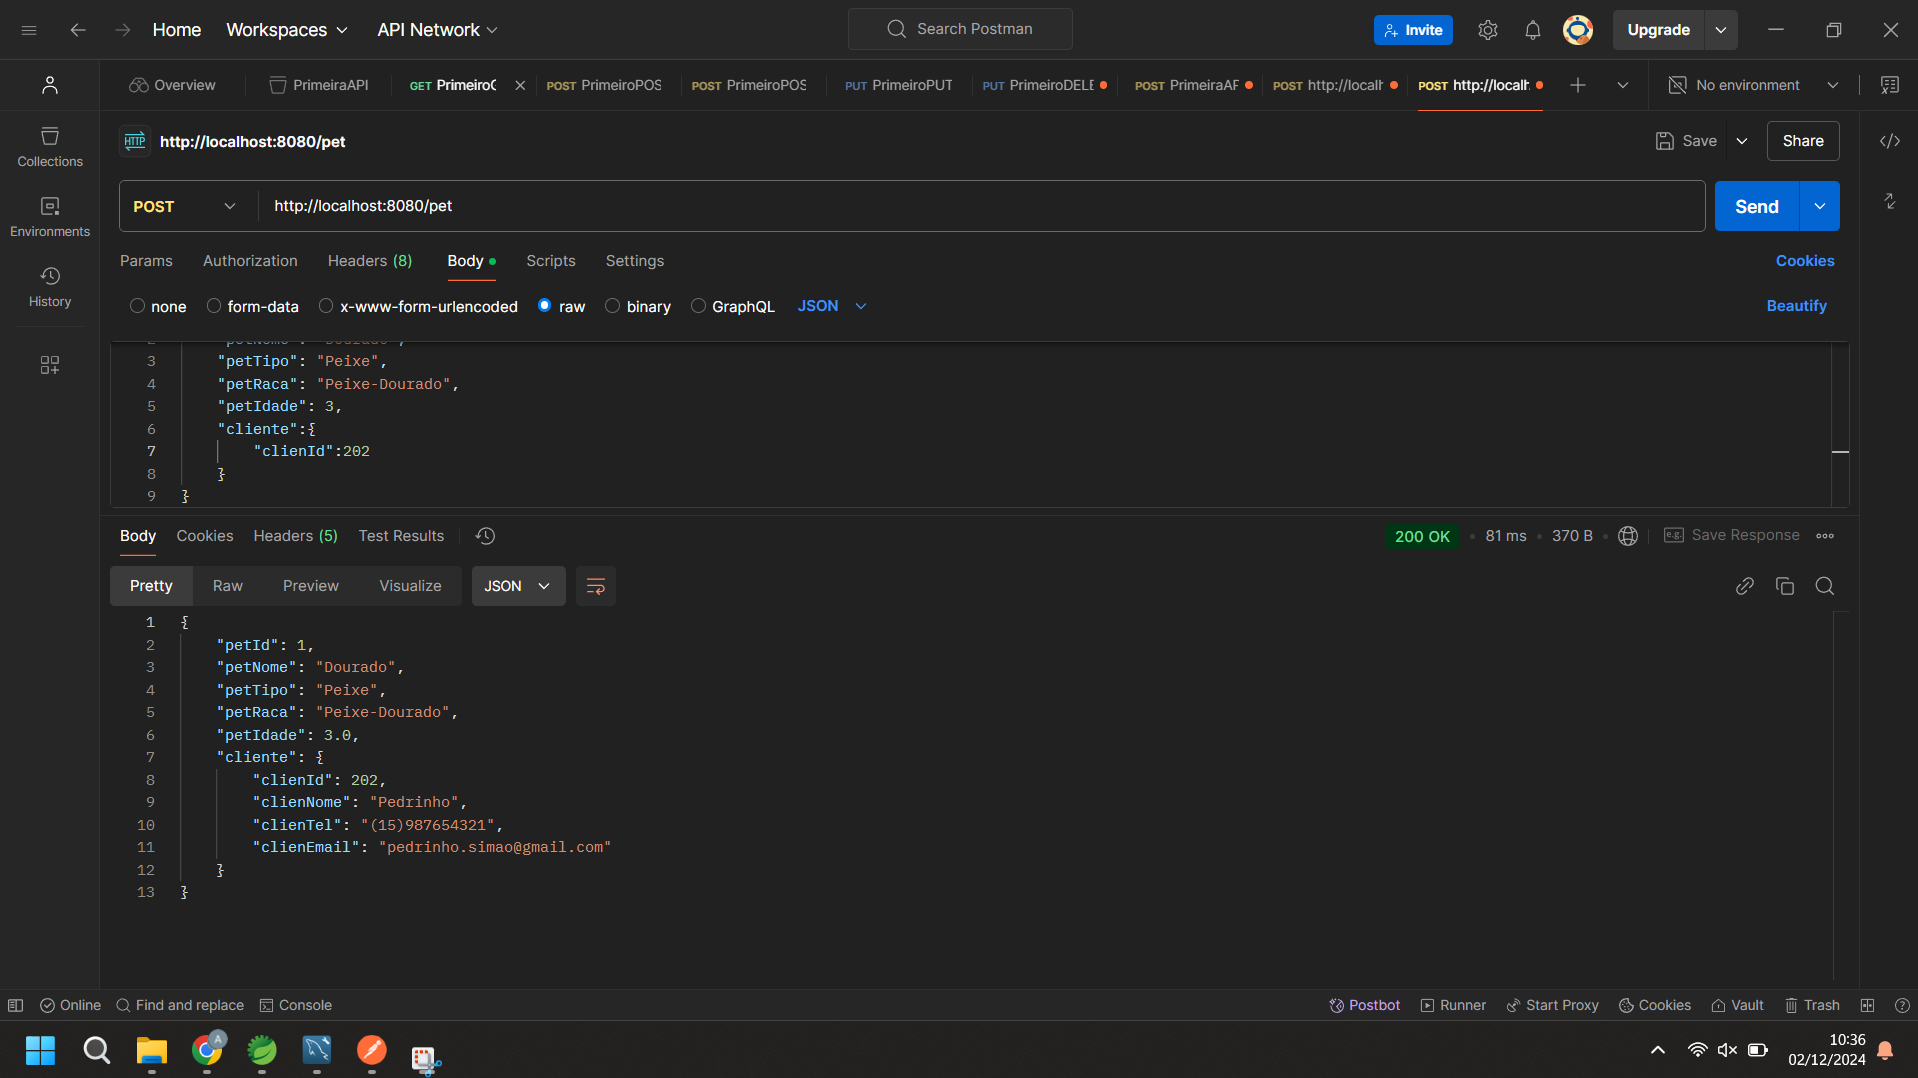 Home Workspaces API Network Search Postman Invite Upgrade
Overview PrimeiraAPI GET PrimeiroG POST PrimeiroPOS POST PrimeiroPOS PUT PrimeiroPUT PUT PrimeiroDELE POST PrimeiraAP POST http://localh POST http://localh No environment
HTTP http://localhost:8080/pet Save Share
Collections
POST http://localhost:8080/pet Send
Environments
Params Authorization Headers (8) Body Scripts Settings Cookies
History
none form-data x-www-form-urlencoded raw binary GraphQL JSON Beautify
2 "petNome": "Dourado",
3 "petTipo": "Peixe",
4 "petRaca": "Peixe-Dourado",
5 "petIdade": 3,
6 "cliente":{
7 "clienId":202
8 }
9 }
Body Cookies Headers (5) Test Results 200 OK 81 ms 370 B e.g. Save Response
Pretty Raw Preview Visualize JSON
1 {
2 "petId": 1,
3 "petNome": "Dourado",
4 "petTipo": "Peixe",
5 "petRaca": "Peixe-Dourado",
6 "petIdade": 3.0,
7 "cliente": {
8 "clienId": 202,
9 "clienNome": "Pedrinho",
10 "clienTel": "(15)987654321",
11 "clienEmail": "pedrinho.simao@gmail.com"
12 }
13 }
Online Find and replace Console Postbot Runner Start Proxy Cookies Vault Trash
A
10:36
02/12/2024